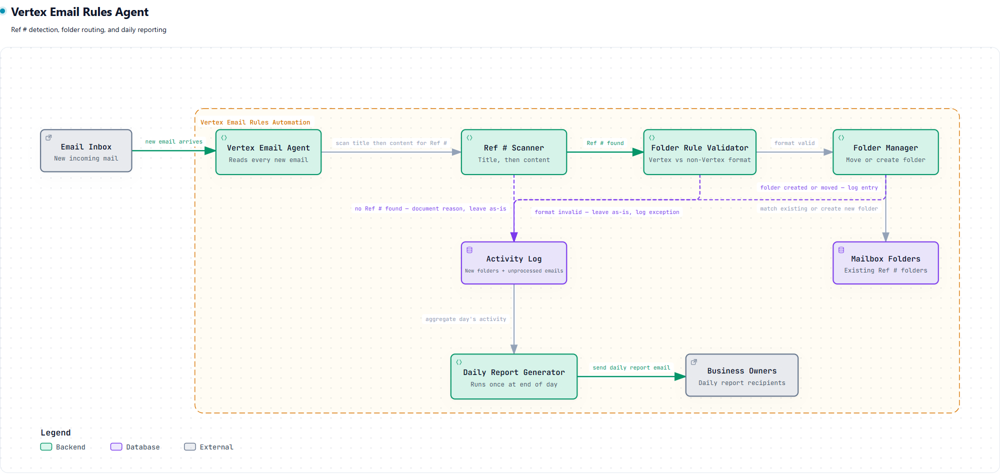 Vertex Email Rules Agent
Ref # detection, folder routing, and daily reporting
Vertex Email Rules Automation
Email Inbox
New incoming mail
new email arrives
Vertex Email Agent
Reads every new email
scan title then content for Ref #
Ref # Scanner
Title, then content
Ref # found
Folder Rule Validator
Vertex vs non-Vertex format
format valid
Folder Manager
Move or create folder
folder created or moved — log entry
no Ref # found — document reason, leave as-is
format invalid — leave as-is, log exception
match existing or create new folder
Activity Log
New folders + unprocessed emails
Mailbox Folders
Existing Ref # folders
aggregate day's activity
Daily Report Generator
Runs once at end of day
send daily report email
Business Owners
Daily report recipients
Legend
Backend
Database
External